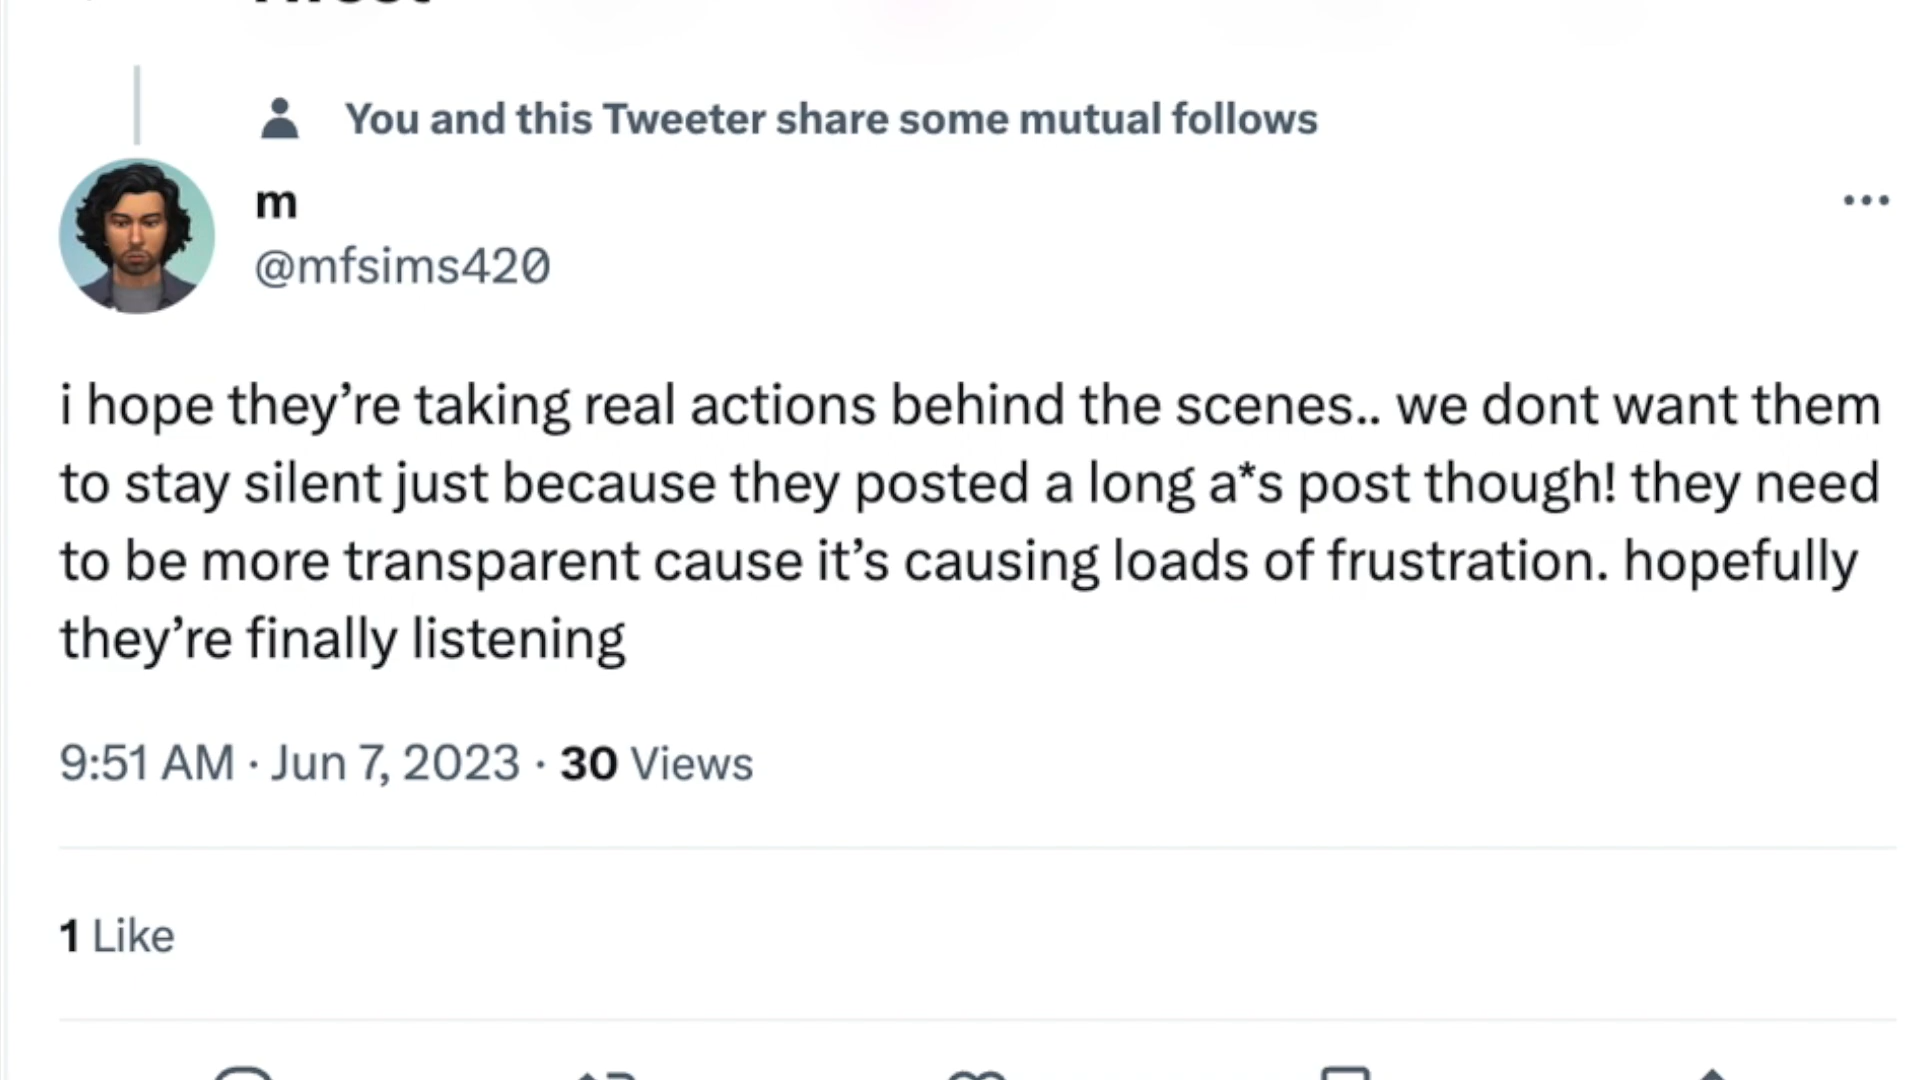 You and this Tweeter share some mutual follows
m
@mfsims420
i hope they’re taking real actions behind the scenes.. we dont want them
to stay silent just because they posted a long a*s post though! they need
to be more transparent cause it’s causing loads of frustration. hopefully
they’re finally listening
9:51 AM · Jun 7, 2023 · 30 Views
1 Like